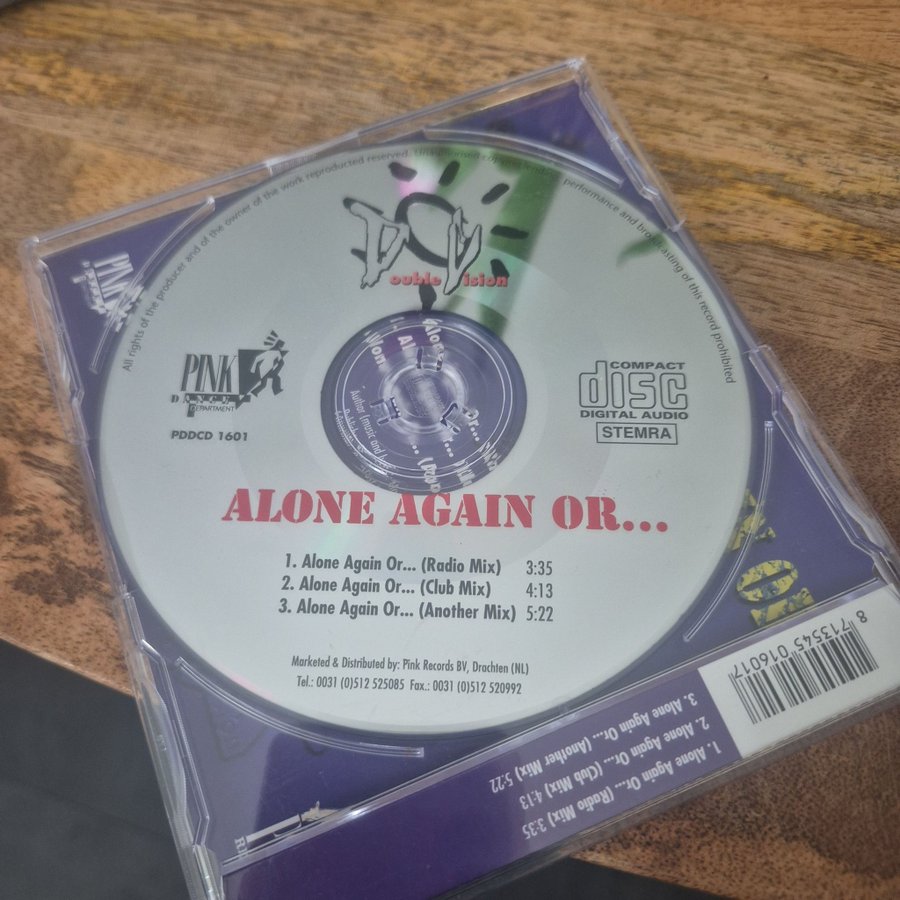 All rights of the producer and of the owner of the work reproduced reserved. Unauthorised performance and broadcasting of this record prohibited
Double Vision
PINK
DANCE
DEPARTMENT
PDDCD 1601
COMPACT
disc
DIGITAL AUDIO
STEMRA
ALONE AGAIN OR...
1. Alone Again Or... (Radio Mix) 3:35
2. Alone Again Or... (Club Mix) 4:13
3. Alone Again Or... (Another Mix) 5:22
Marketed & Distributed by: Pink Records BV, Drachten (NL)
Tel.: 0031 (0)512 525085 Fax.: 0031 (0)512 520992
8 713545 016017
1. Alone Again Or... (Radio Mix) 3:35
2. Alone Again Or... (Club Mix) 4:13
3. Alone Again Or... (Another Mix) 5:22